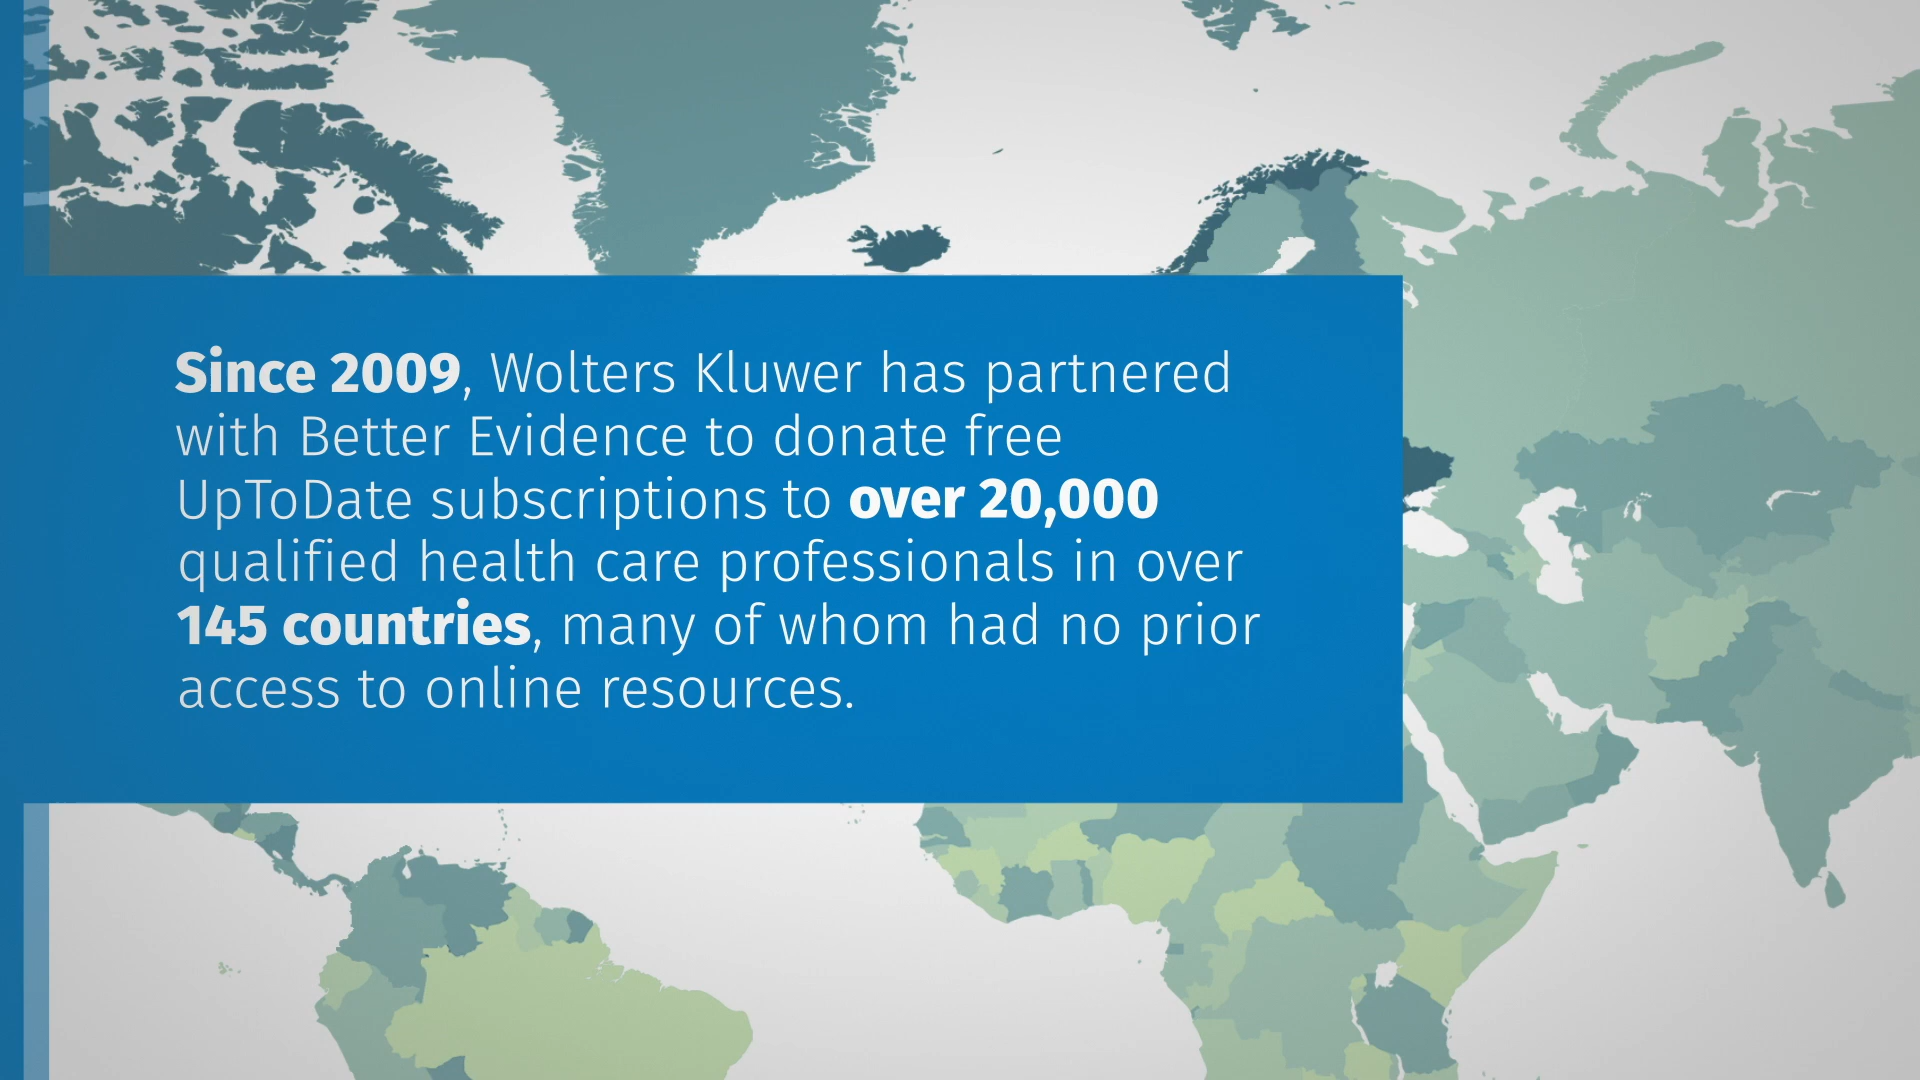 Since 2009, Wolters Kluwer has partnered
with Better Evidence to donate free
UpToDate subscriptions to over 20,000
qualified health care professionals in over
145 countries, many of whom had no prior
access to online resources.